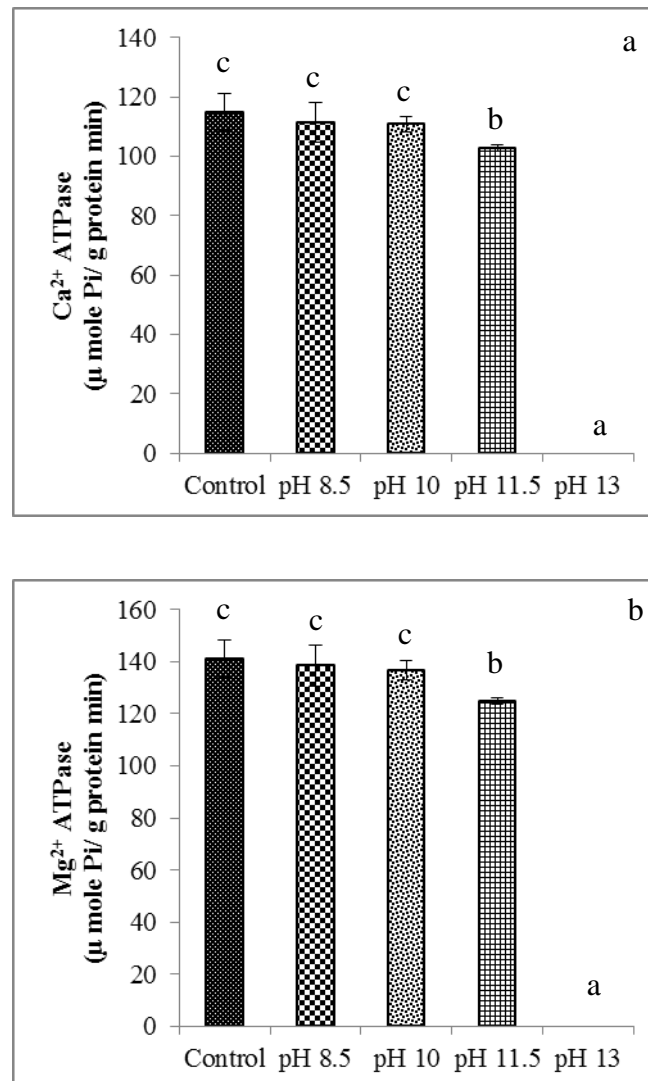 a
140
120
100
80
60
40
20
0
Ca²⁺ ATPase
(µ mole Pi/ g protein min)
c
c
c
b
a
Control pH 8.5 pH 10 pH 11.5 pH 13
b
160
140
120
100
80
60
40
20
0
Mg²⁺ ATPase
(µ mole Pi/ g protein min)
c
c
c
b
a
Control pH 8.5 pH 10 pH 11.5 pH 13